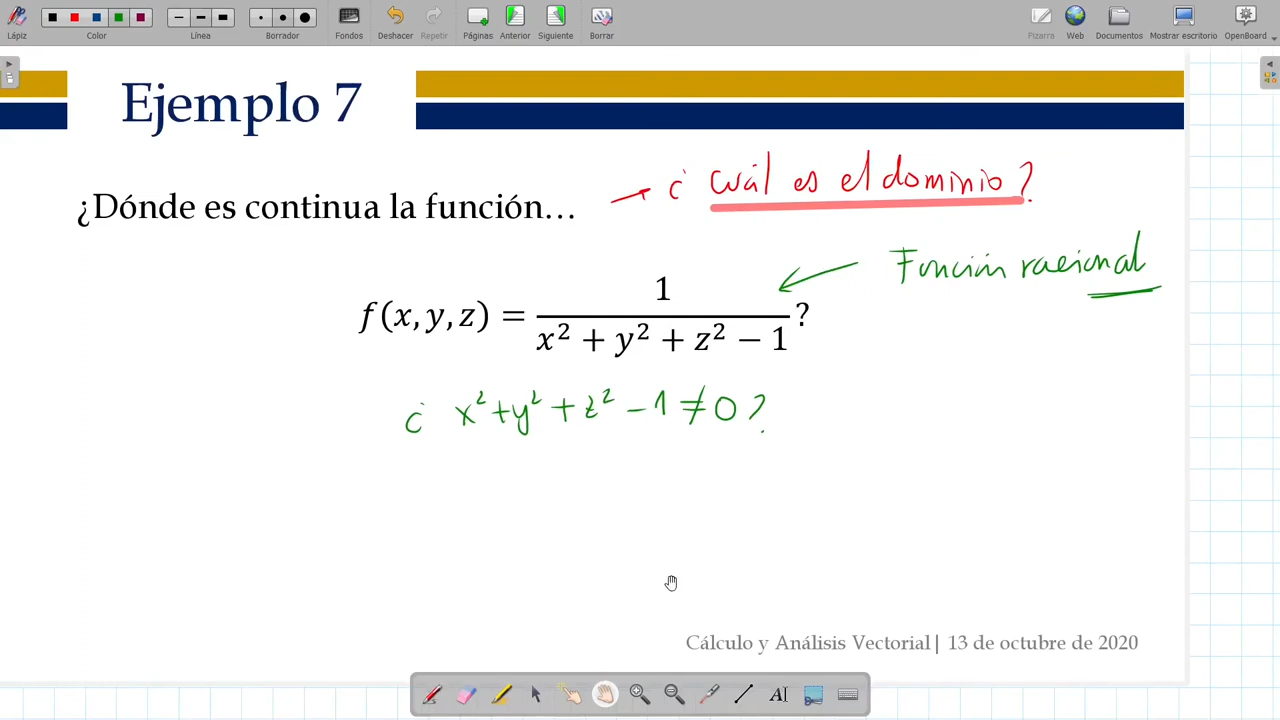 Lápiz Color Línea Borrador Fondos Deshacer Repetir Páginas Anterior Siguiente Borrar Pizarra Web Documentos Mostrar escritorio OpenBoard
Ejemplo 7
¿Dónde es continua la función…
¿ Cuál es el dominio?
Función racional
f(x, y, z) = 1 / (x² + y² + z² − 1) ?
¿ x² + y² + z² − 1 ≠ 0 ?
Cálculo y Análisis Vectorial| 13 de octubre de 2020